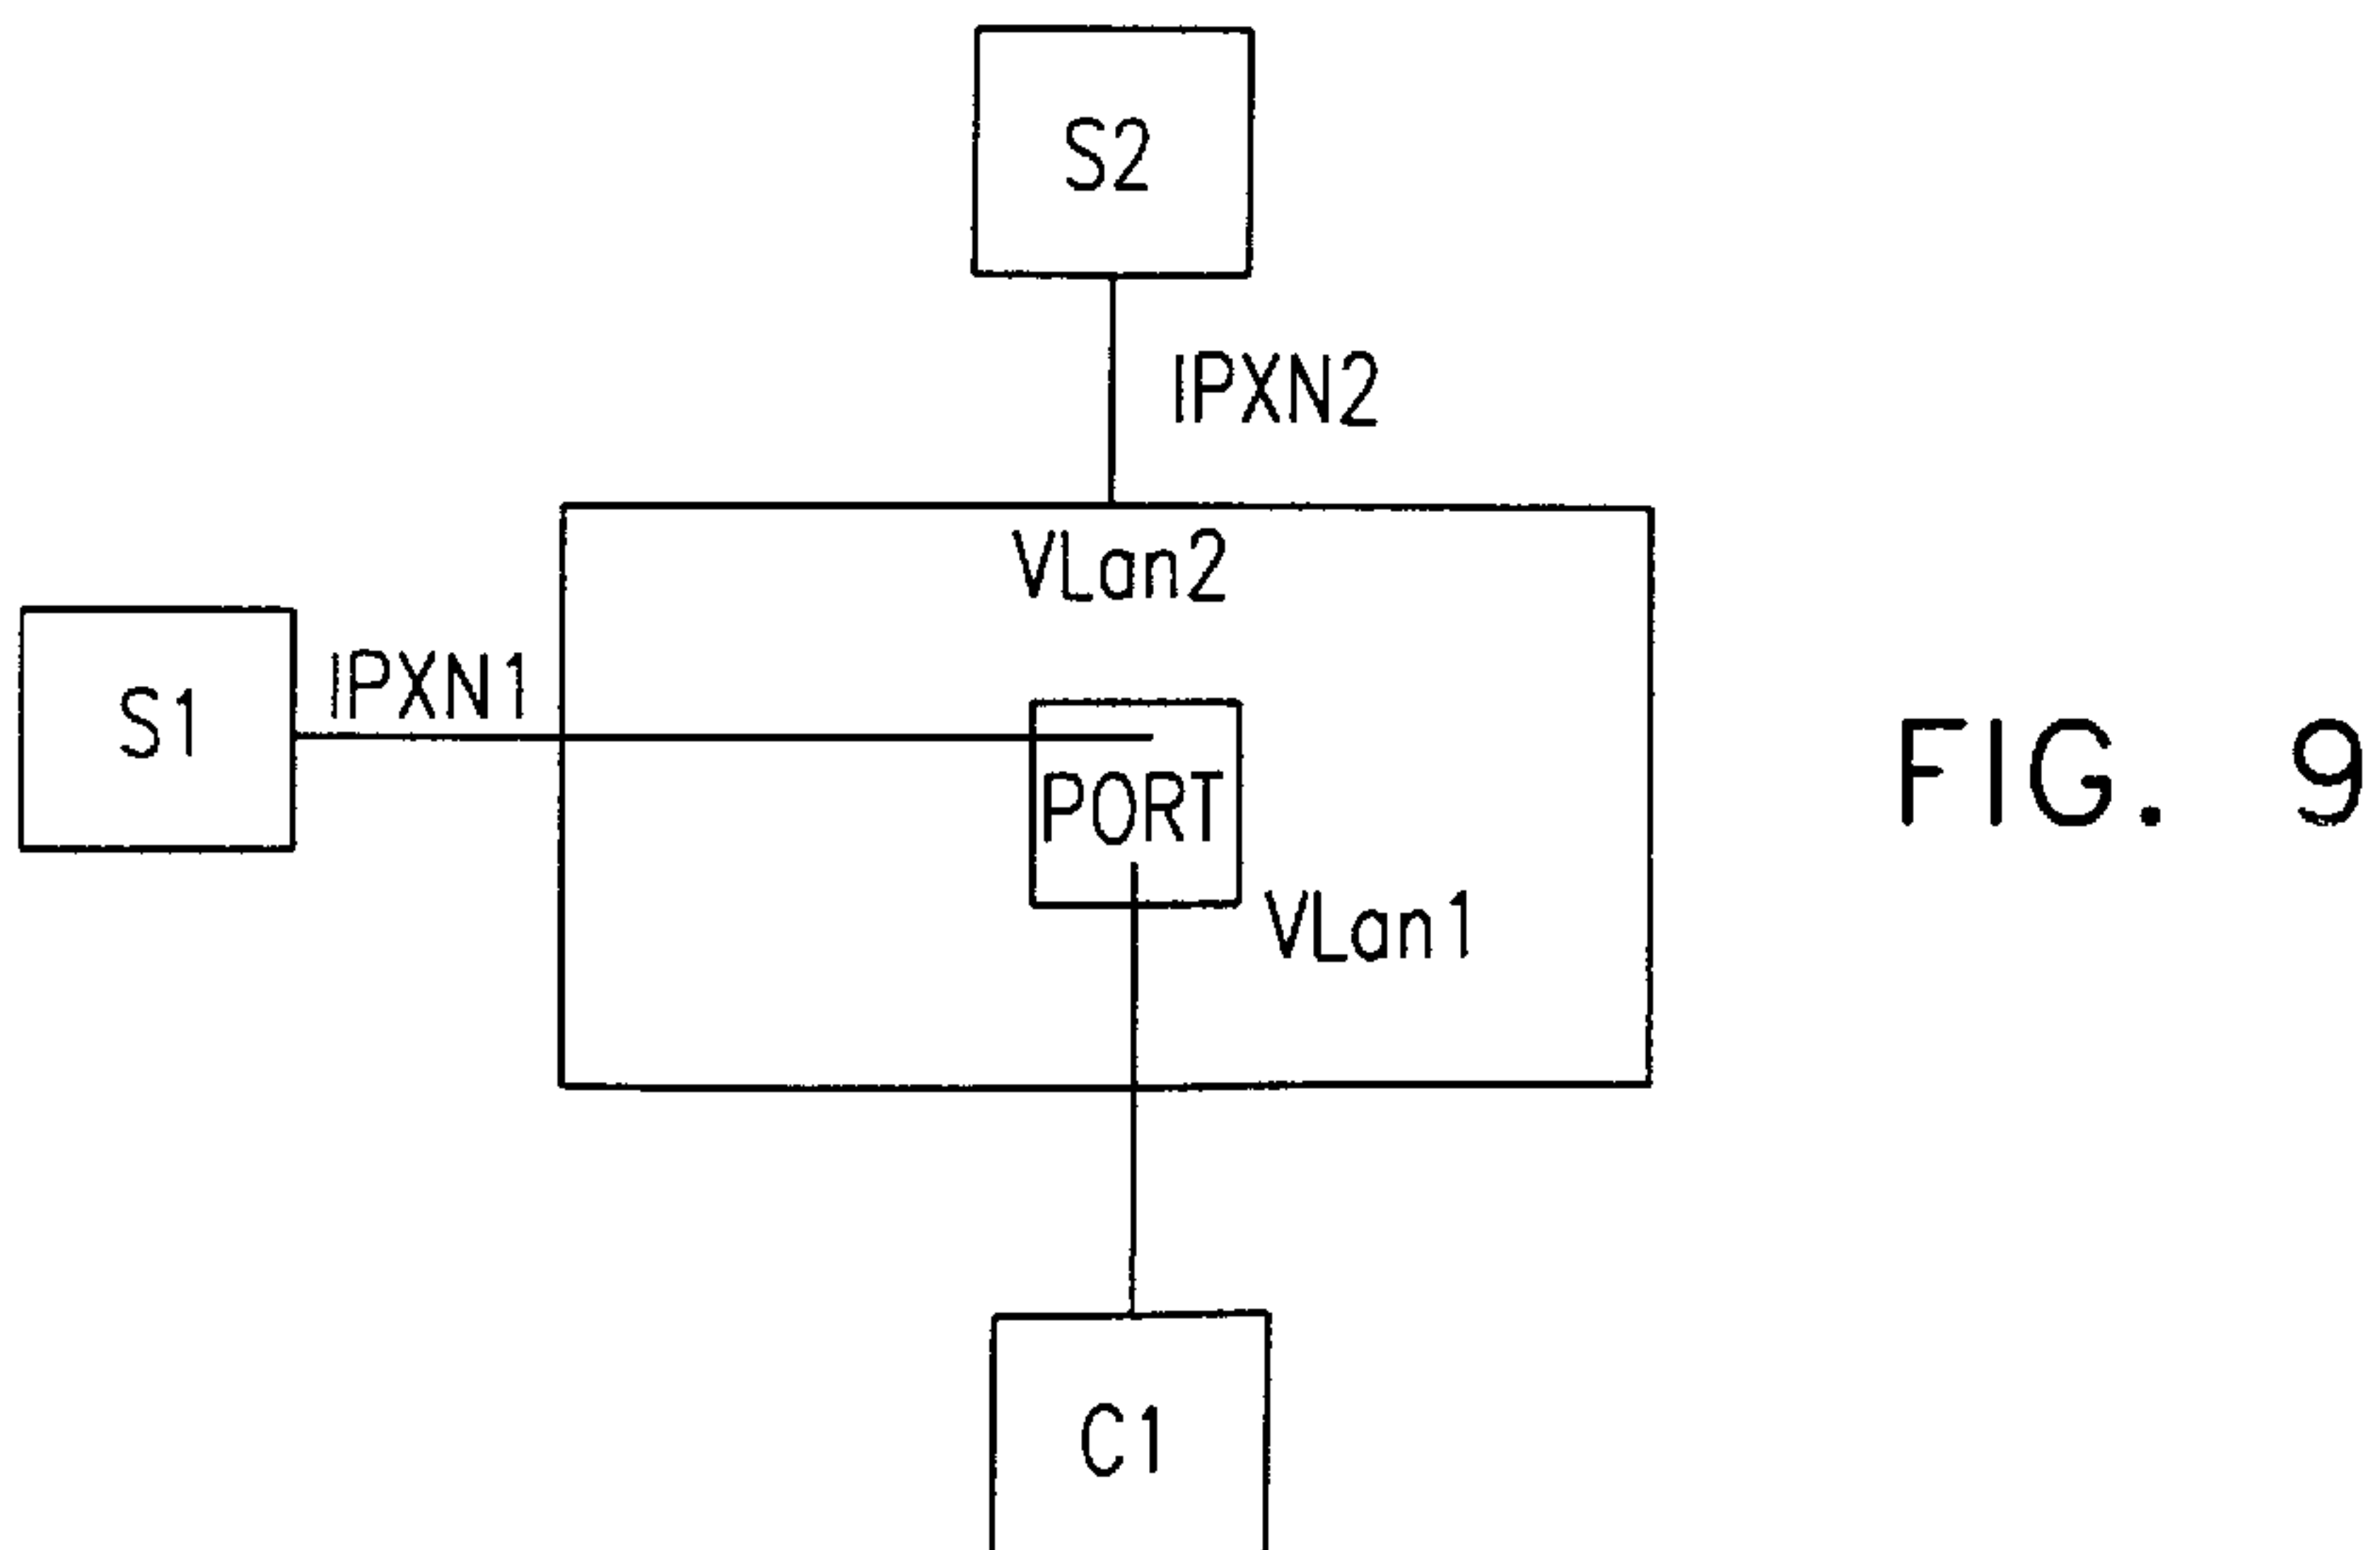 S2
IPXN2
VLan2
S1
IPXN1
PORT
VLan1
FIG. 9
C1